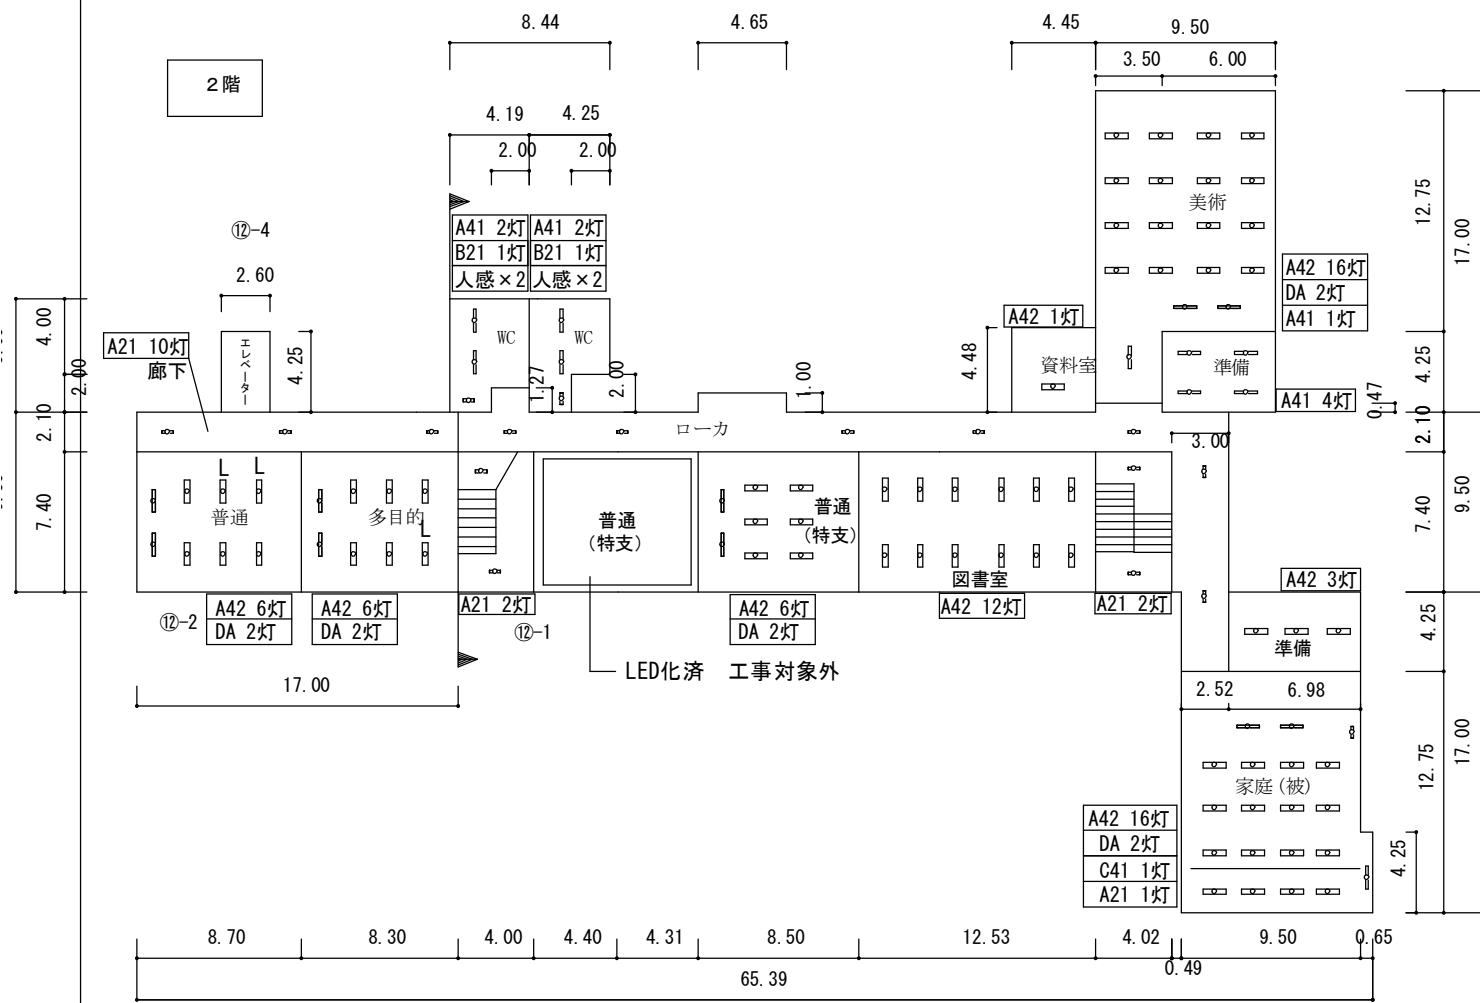 8.44
4.65
4.45
9.50
3.50
6.00
2階
4.19
4.25
2.00
2.00
12.75
17.00
美術
⑫-4
A41 2灯
A41 2灯
B21 1灯
B21 1灯
人感×2
人感×2
2.60
A42 16灯
DA 2灯
A41 1灯
A42 1灯
4.00
A21 10灯
廊下
エレベーター
4.25
WC
WC
4.48
資料室
準備
4.25
2.00
1.27
2.00
1.00
A41 4灯
0.47
2.10
ローカ
3.00
2.10
L
L
普通
多目的
L
普通
(特支)
普通
(特支)
図書室
7.40
7.40
9.50
A42 3灯
⑫-2
A42 6灯
DA 2灯
A42 6灯
DA 2灯
A21 2灯
⑫-1
A42 6灯
DA 2灯
A42 12灯
A21 2灯
準備
4.25
LED化済 工事対象外
17.00
2.52
6.98
12.75
17.00
家庭(被)
A42 16灯
DA 2灯
C41 1灯
A21 1灯
4.25
8.70
8.30
4.00
4.40
4.31
8.50
12.53
4.02
0.49
9.50
0.65
65.39